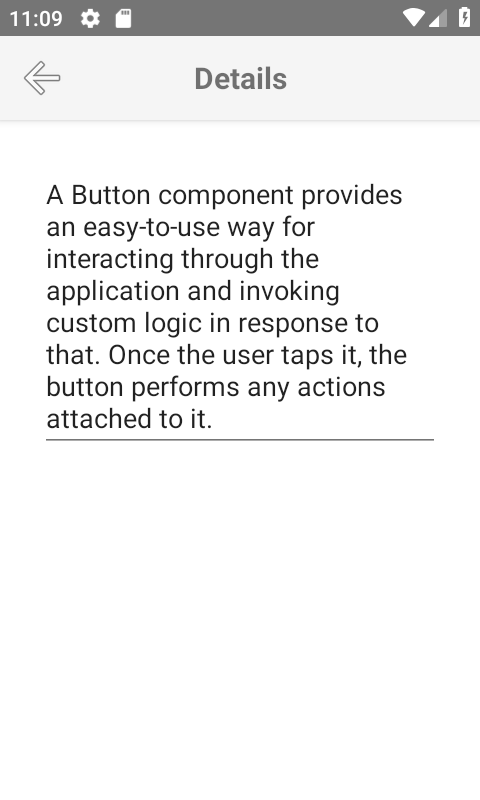 11:09
Details
A Button component provides
an easy-to-use way for
interacting through the
application and invoking
custom logic in response to
that. Once the user taps it, the
button performs any actions
attached to it.